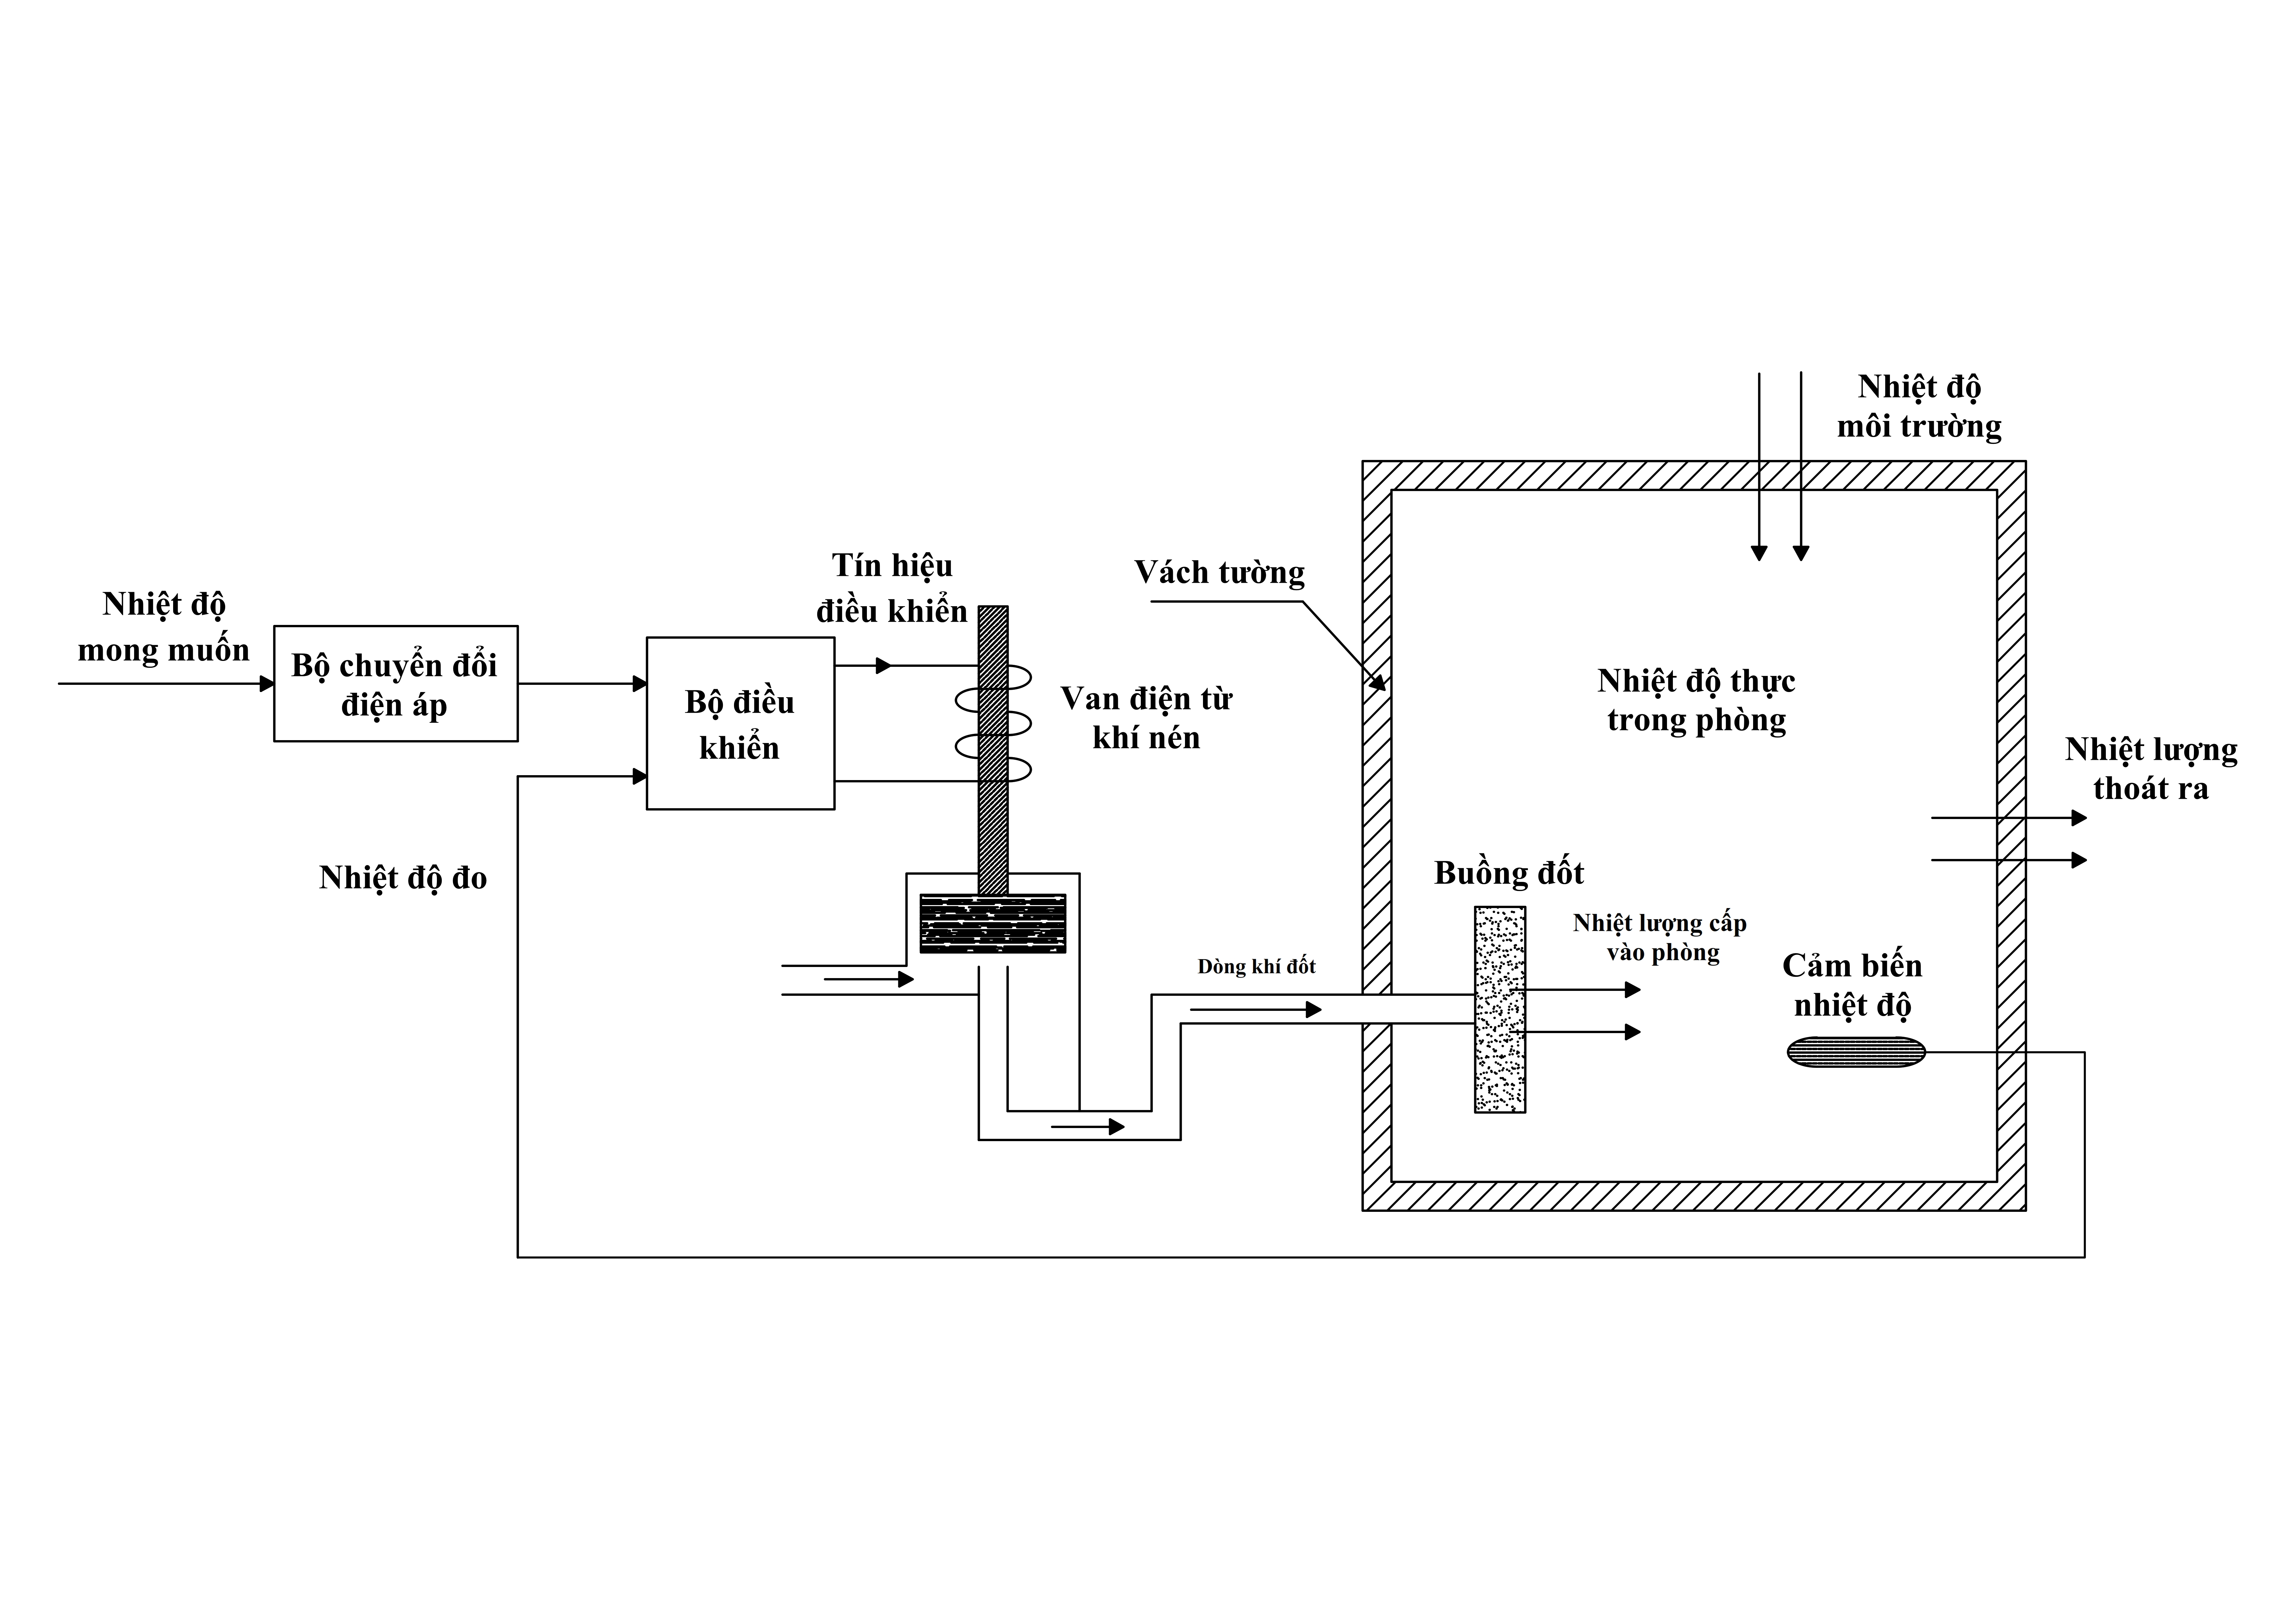 Nhiệt độ
môi trường
Tín hiệu
điều khiển
Vách tường
Nhiệt độ
mong muốn
Bộ chuyển đổi
điện áp
Bộ điều
khiển
Van điện từ
khí nén
Nhiệt độ thực
trong phòng
Nhiệt lượng
thoát ra
Nhiệt độ đo
Buồng đốt
Nhiệt lượng cấp
vào phòng
Dòng khí đốt
Cảm biến
nhiệt độ